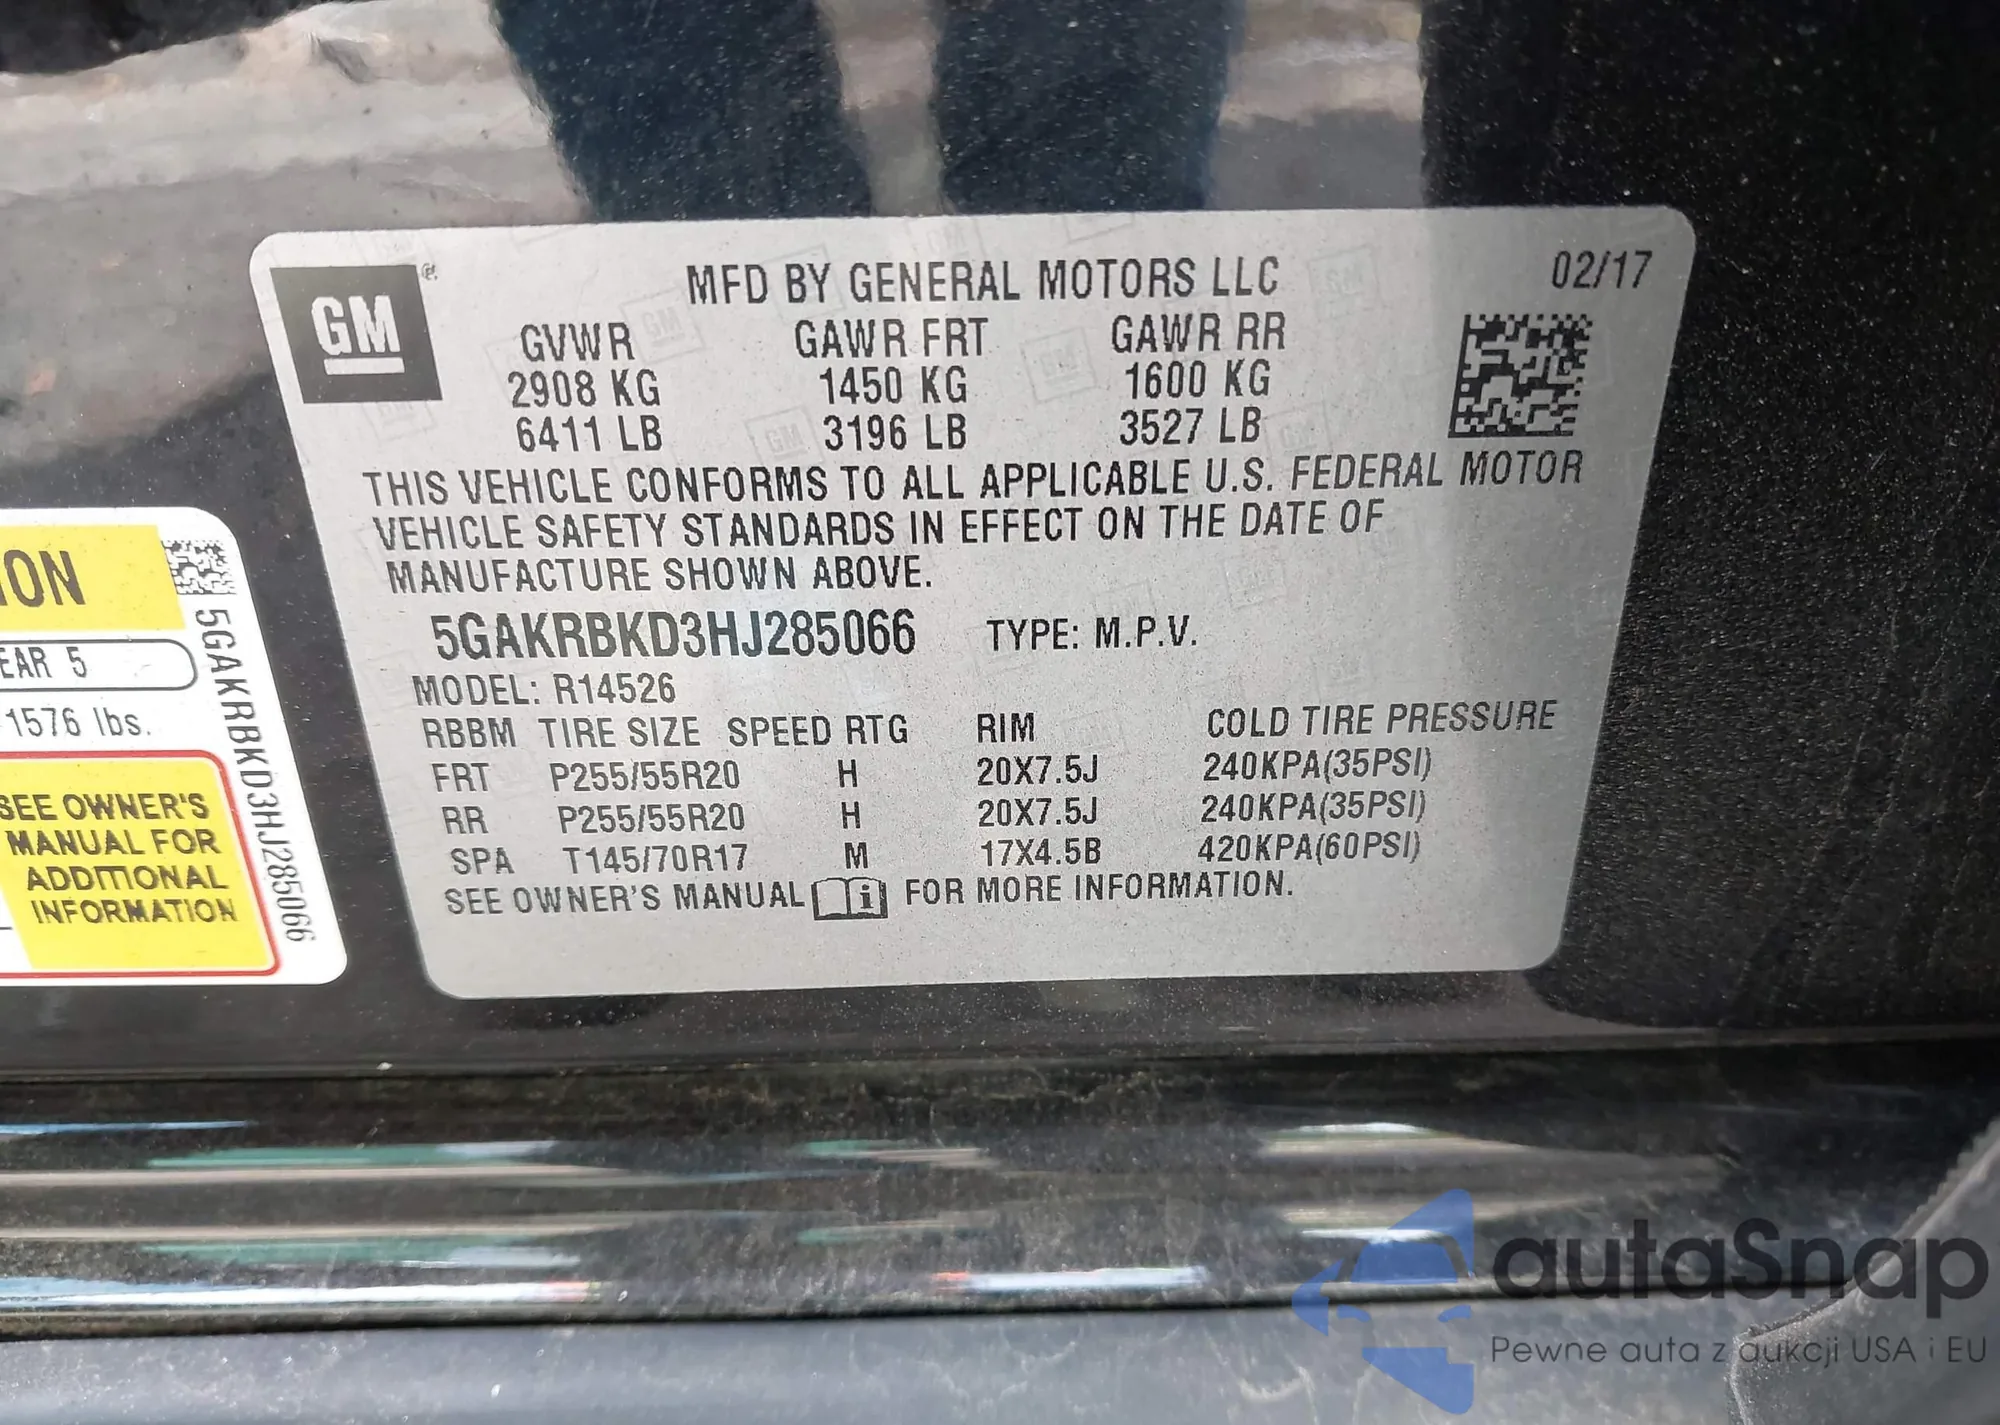 GM
®
MFD BY GENERAL MOTORS LLC
02/17
GVWR GAWR FRT GAWR RR
2908 KG 1450 KG 1600 KG
6411 LB 3196 LB 3527 LB
THIS VEHICLE CONFORMS TO ALL APPLICABLE U.S. FEDERAL MOTOR
VEHICLE SAFETY STANDARDS IN EFFECT ON THE DATE OF
MANUFACTURE SHOWN ABOVE.
5GAKRBKD3HJ285066 TYPE: M.P.V.
MODEL: R14526
RBBM TIRE SIZE SPEED RTG RIM COLD TIRE PRESSURE
FRT P255/55R20 H 20X7.5J 240KPA(35PSI)
RR P255/55R20 H 20X7.5J 240KPA(35PSI)
SPA T145/70R17 M 17X4.5B 420KPA(60PSI)
SEE OWNER'S MANUAL i FOR MORE INFORMATION.
ION
EAR 5
1576 lbs.
SEE OWNER'S
MANUAL FOR
ADDITIONAL
INFORMATION
5GAKRBKD3HJ285066
autaSnap
Pewne auta z aukcji USA i EU